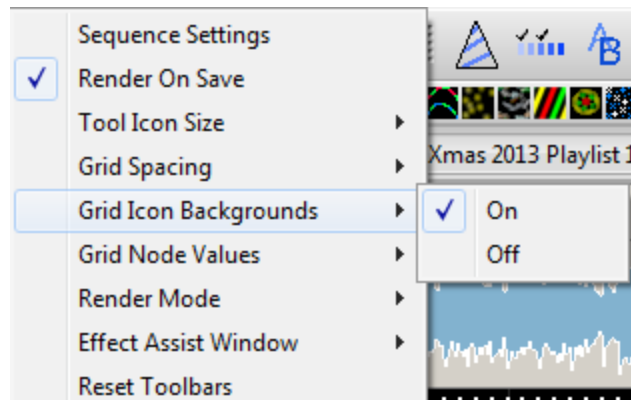 Sequence Settings
Render On Save
Tool Icon Size
Grid Spacing
Xmas 2013 Playlist 1
Grid Icon Backgrounds
On
Grid Node Values
Off
Render Mode
Effect Assist Window
Reset Toolbars
AB